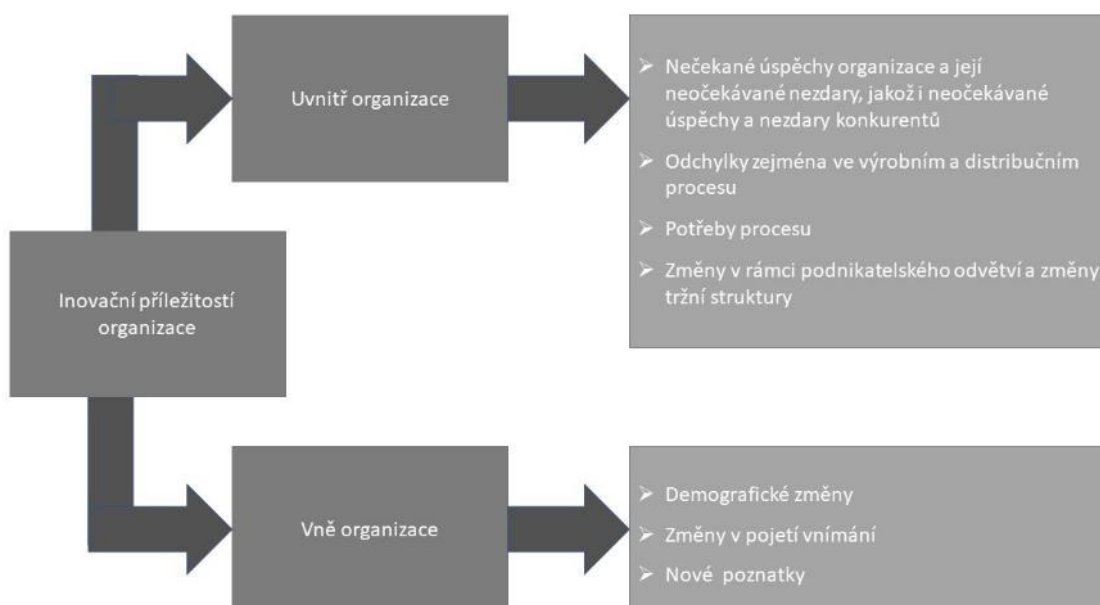 Inovační příležitostí
organizace
Uvnitř organizace
➢ Nečekané úspěchy organizace a její
neočekávané nezdary, jakož i neočekávané
úspěchy a nezdary konkurentů
➢ Odchylky zejména ve výrobním a distribučním
procesu
➢ Potřeby procesu
➢ Změny v rámci podnikatelského odvětví a změny
tržní struktury
Vně organizace
➢ Demografické změny
➢ Změny v pojetí vnímání
➢ Nové poznatky